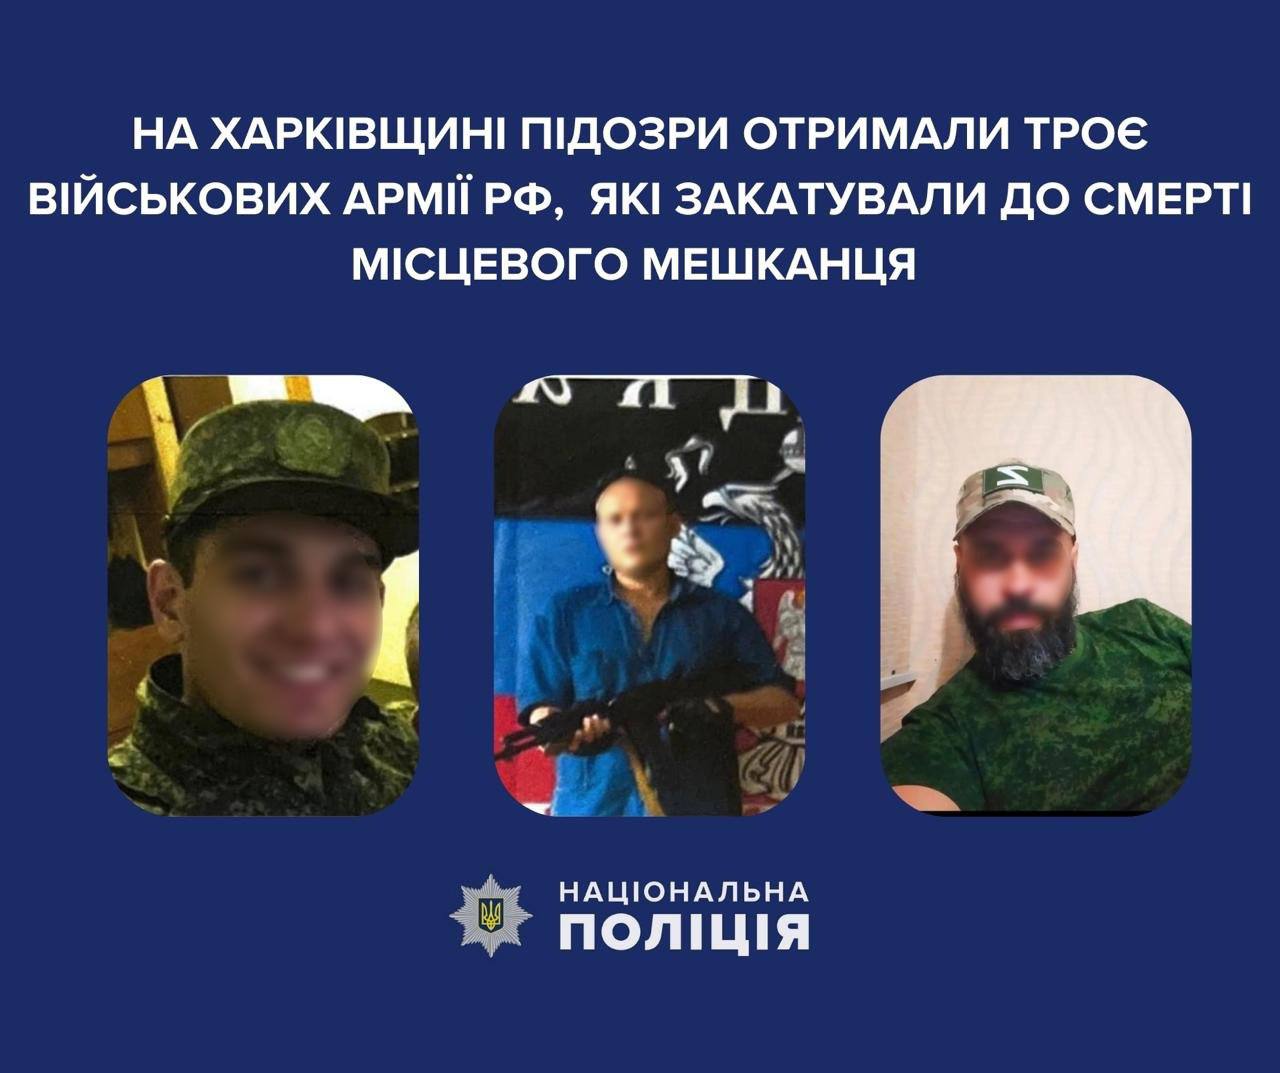 НА ХАРКІВЩИНІ ПІДОЗРИ ОТРИМАЛИ ТРОЄ
ВІЙСЬКОВИХ АРМІЇ РФ, ЯКІ ЗАКАТУВАЛИ ДО СМЕРТІ
МІСЦЕВОГО МЕШКАНЦЯ
Z
НАЦІОНАЛЬНА
ПОЛІЦІЯ